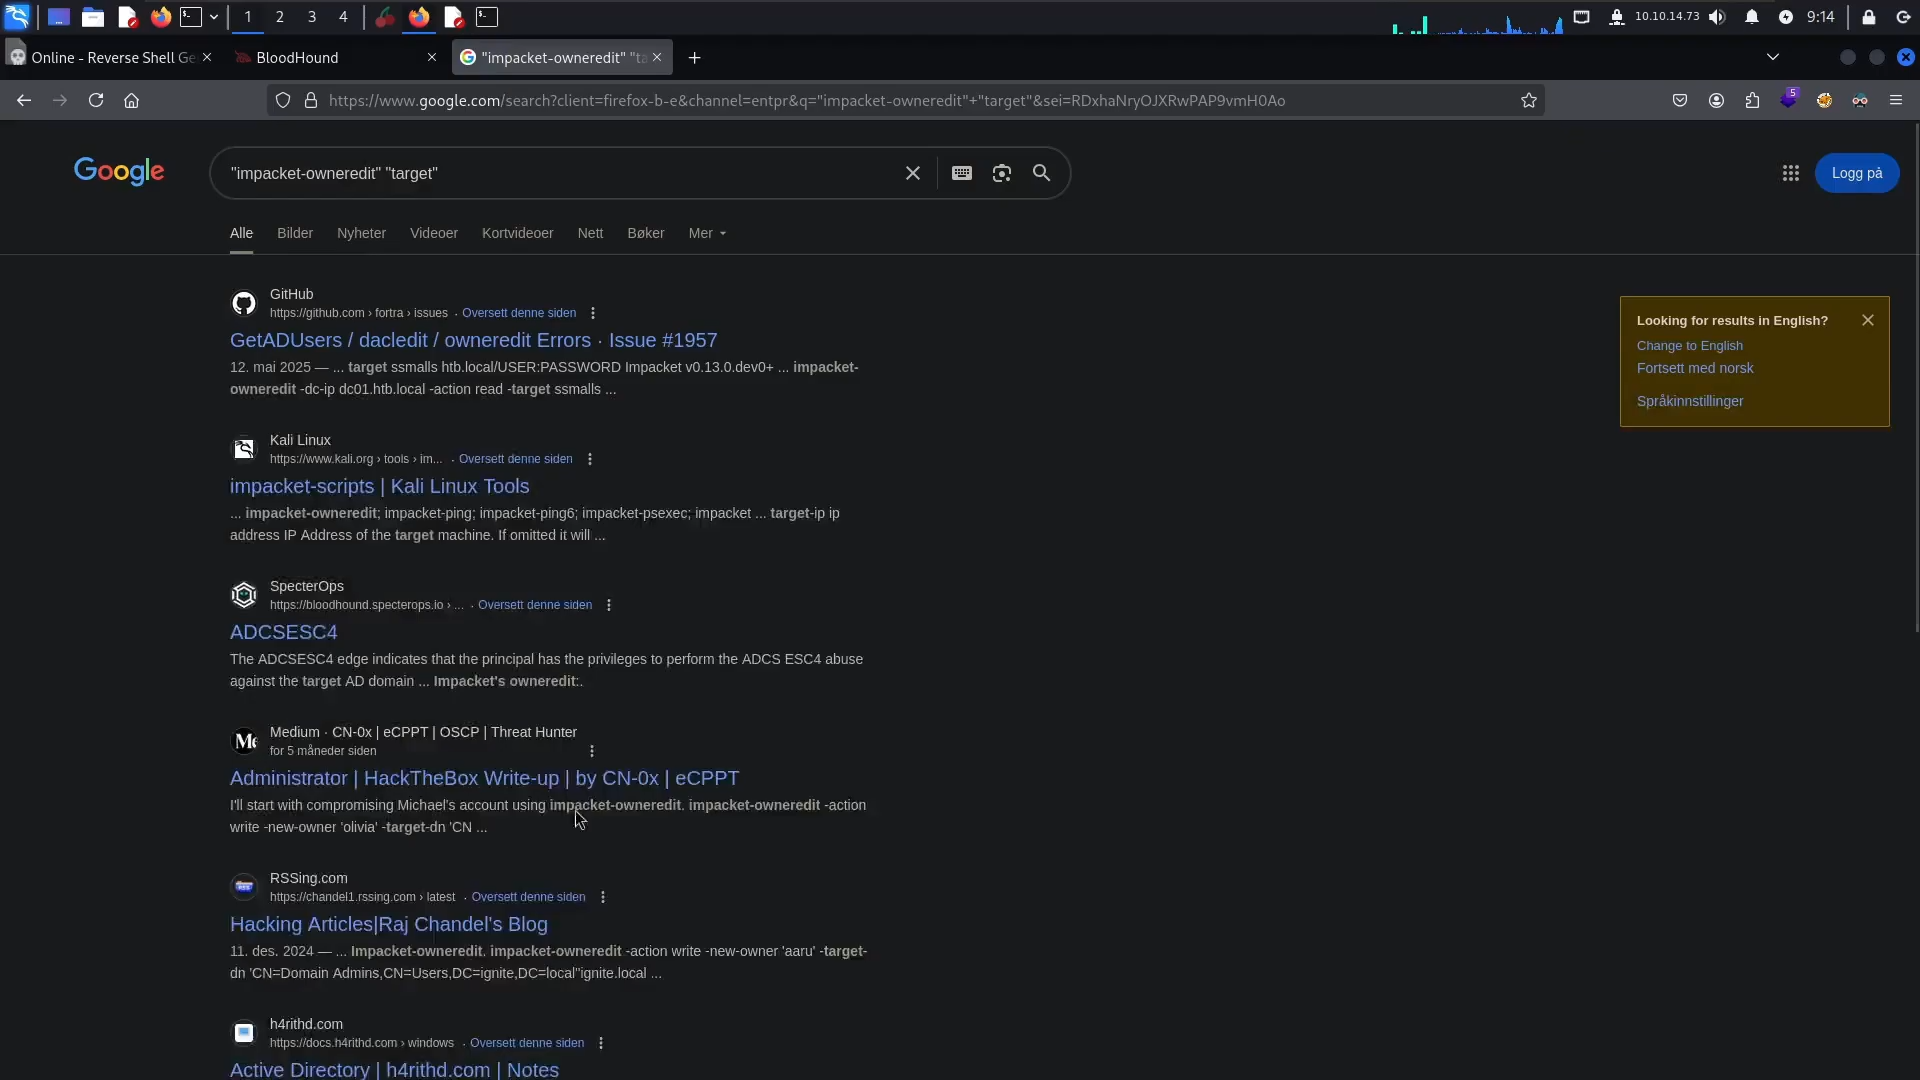 1
2
3
4
10.10.14.73
9:14
Online - Reverse Shell Ge
BloodHound
"impacket-owneredit" "ta
https://www.google.com/search?client=firefox-b-e&channel=entpr&q="impacket-owneredit"+"target"&sei=RDxhaNryOJXRwPAP9vmH0Ao
5
Google
"impacket-owneredit" "target"
Logg på
Alle
Bilder
Nyheter
Videoer
Kortvideoer
Nett
Bøker
Mer
GitHub
https://github.com › fortra › issues · Oversett denne siden
GetADUsers / dacledit / owneredit Errors · Issue #1957
12. mai 2025 — ... target ssmalls htb.local/USER:PASSWORD Impacket v0.13.0.dev0+ ... impacket-
owneredit -dc-ip dc01.htb.local -action read -target ssmalls ...
Looking for results in English?
Change to English
Fortsett med norsk
Språkinnstillinger
Kali Linux
https://www.kali.org › tools › im... · Oversett denne siden
impacket-scripts | Kali Linux Tools
... impacket-owneredit; impacket-ping; impacket-ping6; impacket-psexec; impacket ... target-ip ip
address IP Address of the target machine. If omitted it will ...
SpecterOps
https://bloodhound.specterops.io › ... · Oversett denne siden
ADCSESC4
The ADCSESC4 edge indicates that the principal has the privileges to perform the ADCS ESC4 abuse
against the target AD domain ... Impacket's owneredit:.
Medium · CN-0x | eCPPT | OSCP | Threat Hunter
for 5 måneder siden
Administrator | HackTheBox Write-up | by CN-0x | eCPPT
I'll start with compromising Michael's account using impacket-owneredit. impacket-owneredit -action
write -new-owner 'olivia' -target-dn 'CN ...
RSSing.com
https://chandel1.rssing.com › latest · Oversett denne siden
Hacking Articles|Raj Chandel's Blog
11. des. 2024 — ... Impacket-owneredit. impacket-owneredit -action write -new-owner 'aaru' -target-
dn 'CN=Domain Admins,CN=Users,DC=ignite,DC=local''ignite.local ...
h4rithd.com
https://docs.h4rithd.com › windows · Oversett denne siden
Active Directory | h4rithd.com | Notes